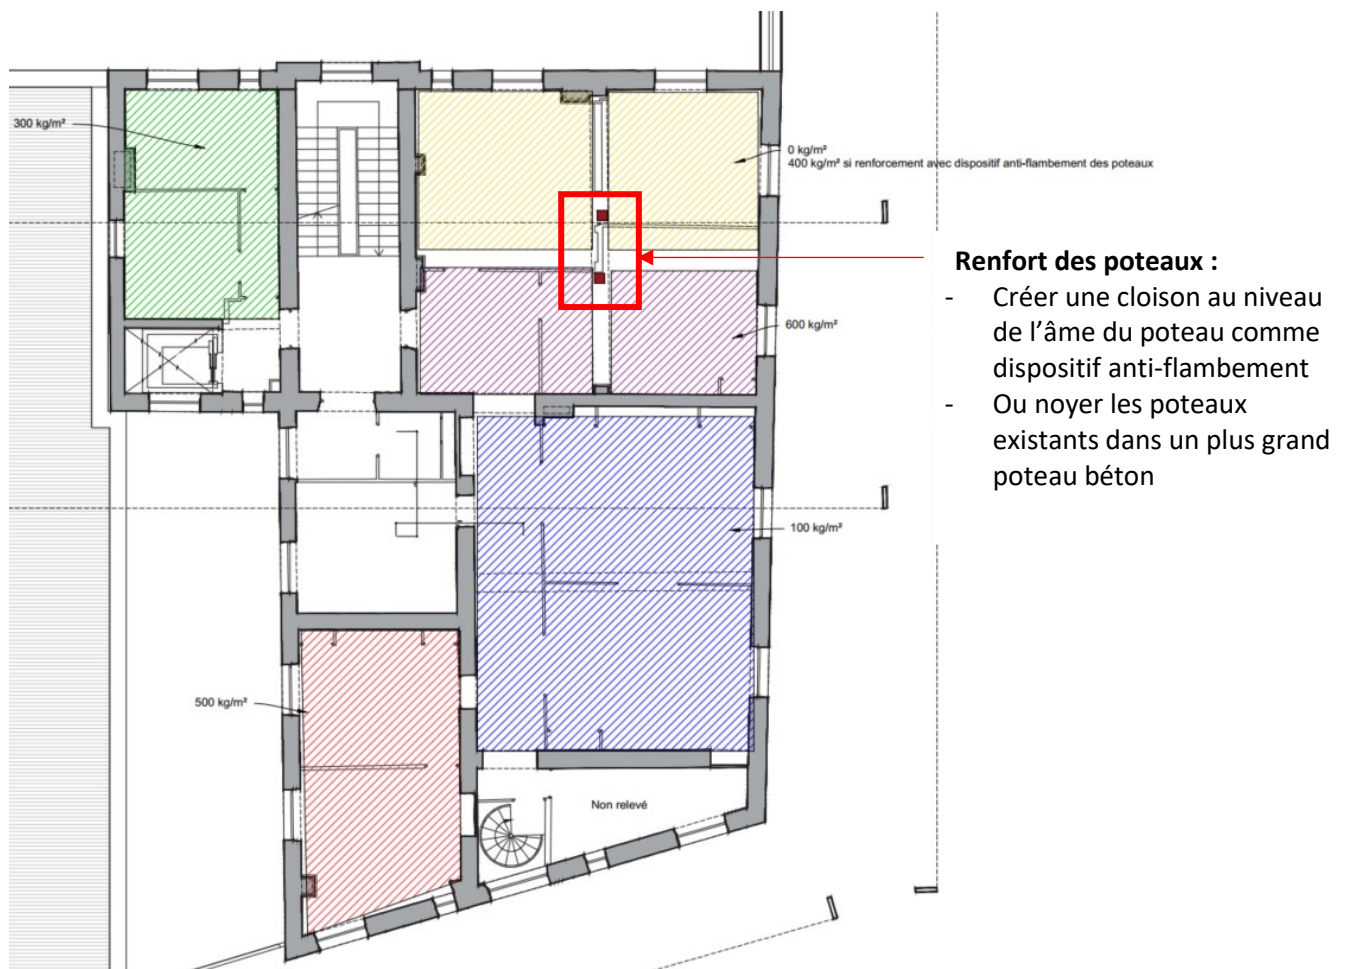 300 kg/m²
0 kg/m²
400 kg/m² si renforcement avec dispositif anti-flambement des poteaux
Renfort des poteaux :
- Créer une cloison au niveau
de l’âme du poteau comme
dispositif anti-flambement
- Ou noyer les poteaux
existants dans un plus grand
poteau béton
600 kg/m²
100 kg/m²
500 kg/m²
Non relevé